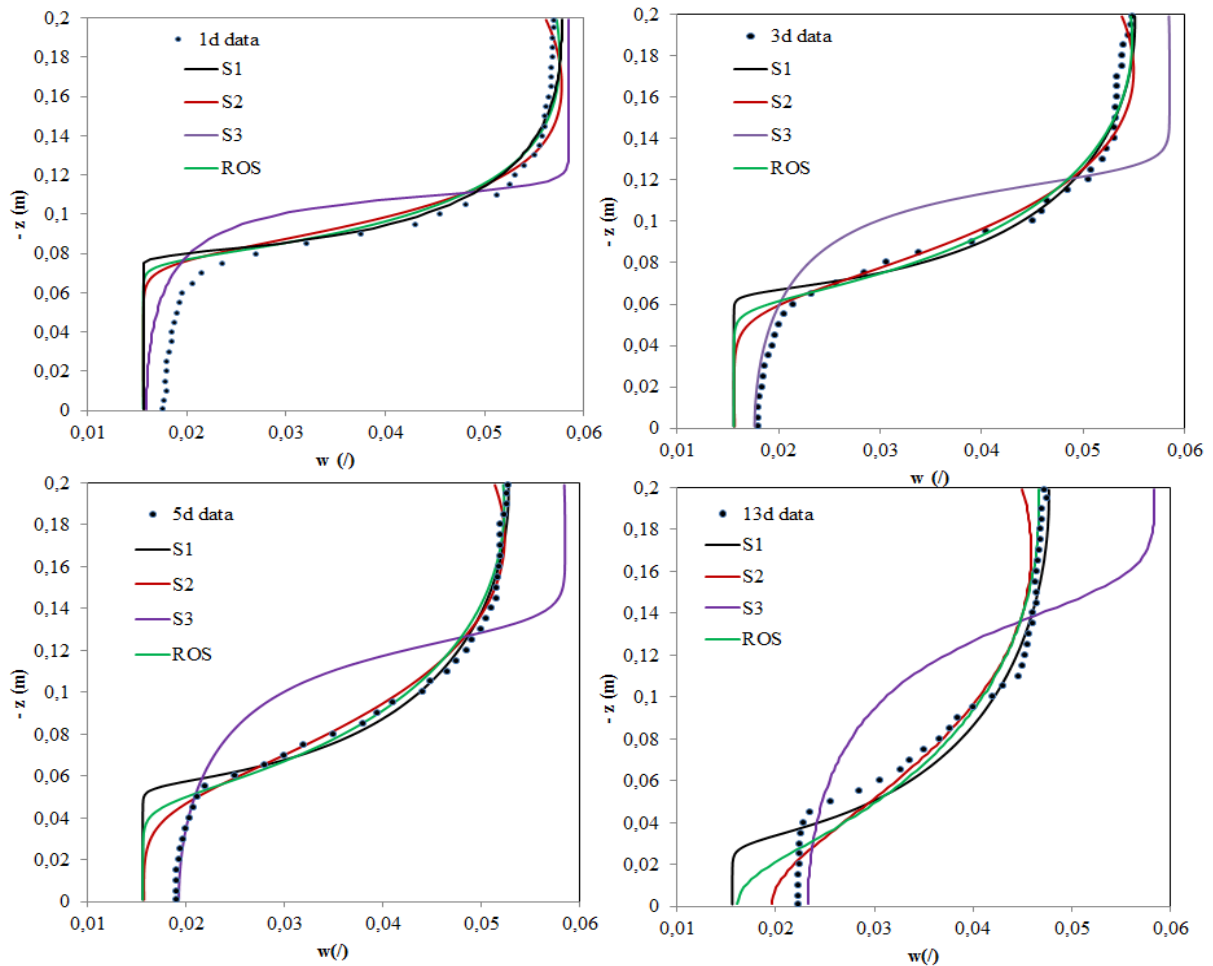 0,2
0,18
0,16
0,14
0,12
0,1
0,08
0,06
0,04
0,02
0
- z (m)
1d data
S1
S2
S3
ROS
0,01 0,02 0,03 0,04 0,05 0,06
w (/)
0,2
0,18
0,16
0,14
0,12
0,1
0,08
0,06
0,04
0,02
0
- z (m)
3d data
S1
S2
S3
ROS
0,01 0,02 0,03 0,04 0,05 0,06
w (/)
0,2
0,18
0,16
0,14
0,12
0,1
0,08
0,06
0,04
0,02
0
- z (m)
5d data
S1
S2
S3
ROS
0,01 0,02 0,03 0,04 0,05 0,06
w(/)
0,2
0,18
0,16
0,14
0,12
0,1
0,08
0,06
0,04
0,02
0
- z (m)
13d data
S1
S2
S3
ROS
0,01 0,02 0,03 0,04 0,05 0,06
w(/)